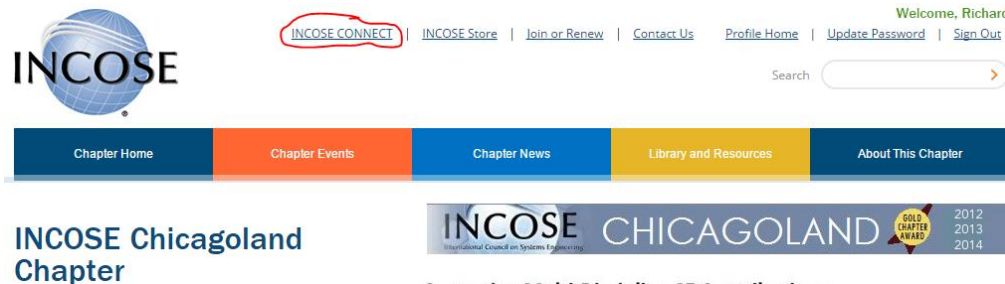 Welcome, Richard
INCOSE CONNECT | INCOSE Store | Join or Renew | Contact Us Profile Home | Update Password | Sign Out
INCOSE
®
Search
Chapter Home Chapter Events Chapter News Library and Resources About This Chapter
INCOSE Chicagoland
Chapter
INCOSE
International Council on Systems Engineering
CHICAGOLAND
GOLD
CHAPTER
AWARD
2012
2013
2014